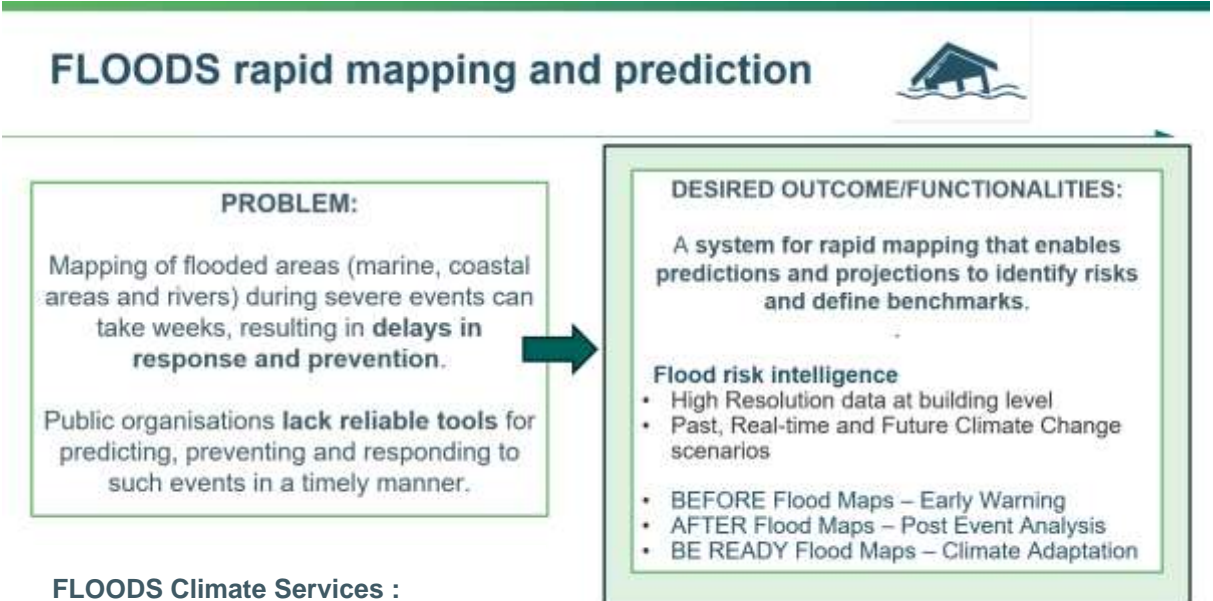 FLOODS rapid mapping and prediction
PROBLEM:
Mapping of flooded areas (marine, coastal
areas and rivers) during severe events can
take weeks, resulting in delays in
response and prevention.
Public organisations lack reliable tools for
predicting, preventing and responding to
such events in a timely manner.
DESIRED OUTCOME/FUNCTIONALITIES:
A system for rapid mapping that enables
predictions and projections to identify risks
and define benchmarks.
.
Flood risk intelligence
• High Resolution data at building level
• Past, Real-time and Future Climate Change
scenarios
• BEFORE Flood Maps – Early Warning
• AFTER Flood Maps – Post Event Analysis
• BE READY Flood Maps – Climate Adaptation
FLOODS Climate Services :